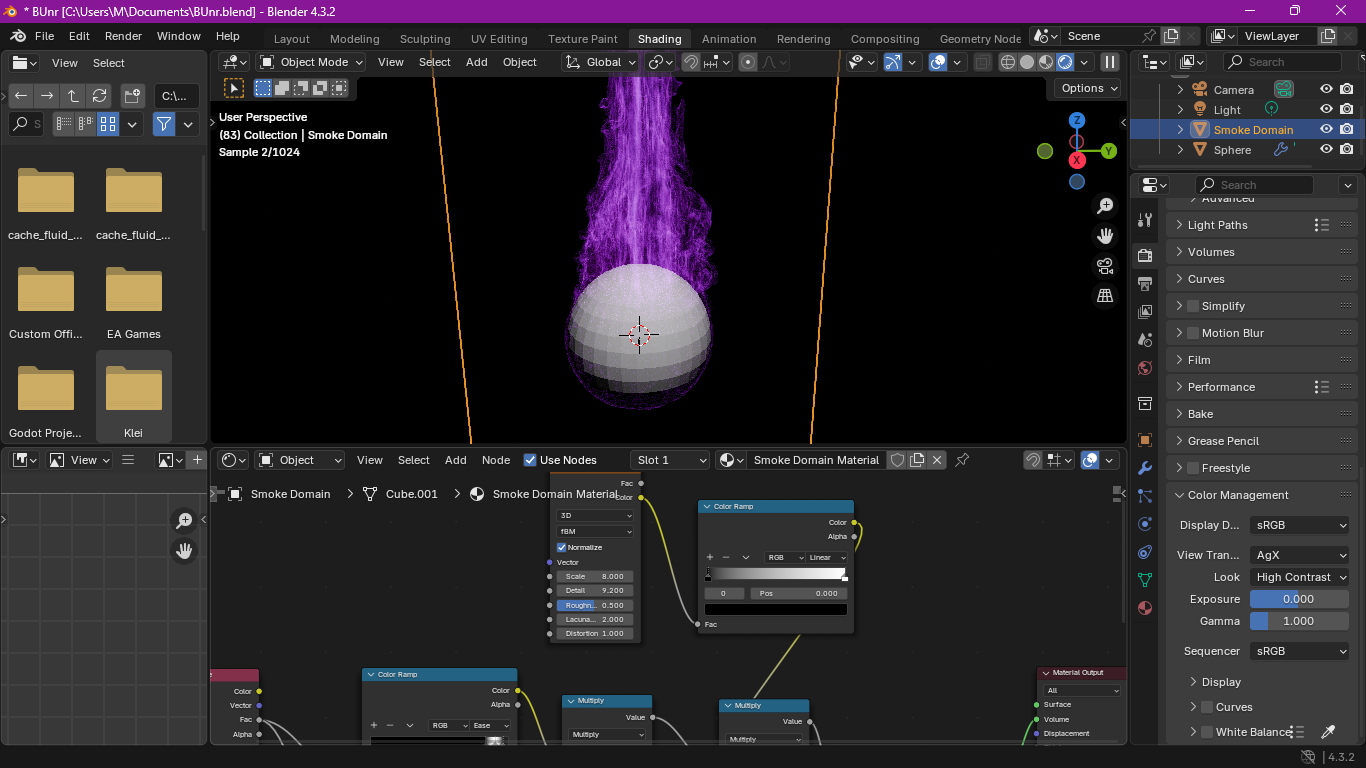 * BUnr [C:\Users\M\Documents\BUnr.blend] - Blender 4.3.2
File Edit Render Window Help
Layout Modeling Sculpting UV Editing Texture Paint Shading Animation Rendering Compositing Geometry Node
Scene
ViewLayer
View Select
C:\...
S
cache_fluid_...
cache_fluid_...
Custom Offi...
EA Games
Godot Proje...
Klei
Object Mode View Select Add Object Global
Options
User Perspective
(83) Collection | Smoke Domain
Sample 2/1024
Z
Y
X
Search
Camera
Light
Smoke Domain
Sphere
Search
Advanced
Light Paths
Volumes
Curves
Simplify
Motion Blur
Film
Performance
Bake
Grease Pencil
Freestyle
Color Management
Display D... sRGB
View Tran... AgX
Look High Contrast
Exposure 0.000
Gamma 1.000
Sequencer sRGB
Display
Curves
White Balance
View
Object View Select Add Node Use Nodes Slot 1 Smoke Domain Material
Smoke Domain > Cube.001 > Smoke Domain Material
Fac
Color
3D
fBM
Normalize
Vector
Scale 8.000
Detail 9.200
Roughn... 0.500
Lacuna... 2.000
Distortion 1.000
Color Ramp
Color
Alpha
RGB Linear
0 Pos 0.000
Fac
Color
Vector
Fac
Alpha
Color Ramp
Color
Alpha
RGB Ease
Multiply
Value
Multiply
Multiply
Value
Multiply
Material Output
All
Surface
Volume
Displacement
4.3.2